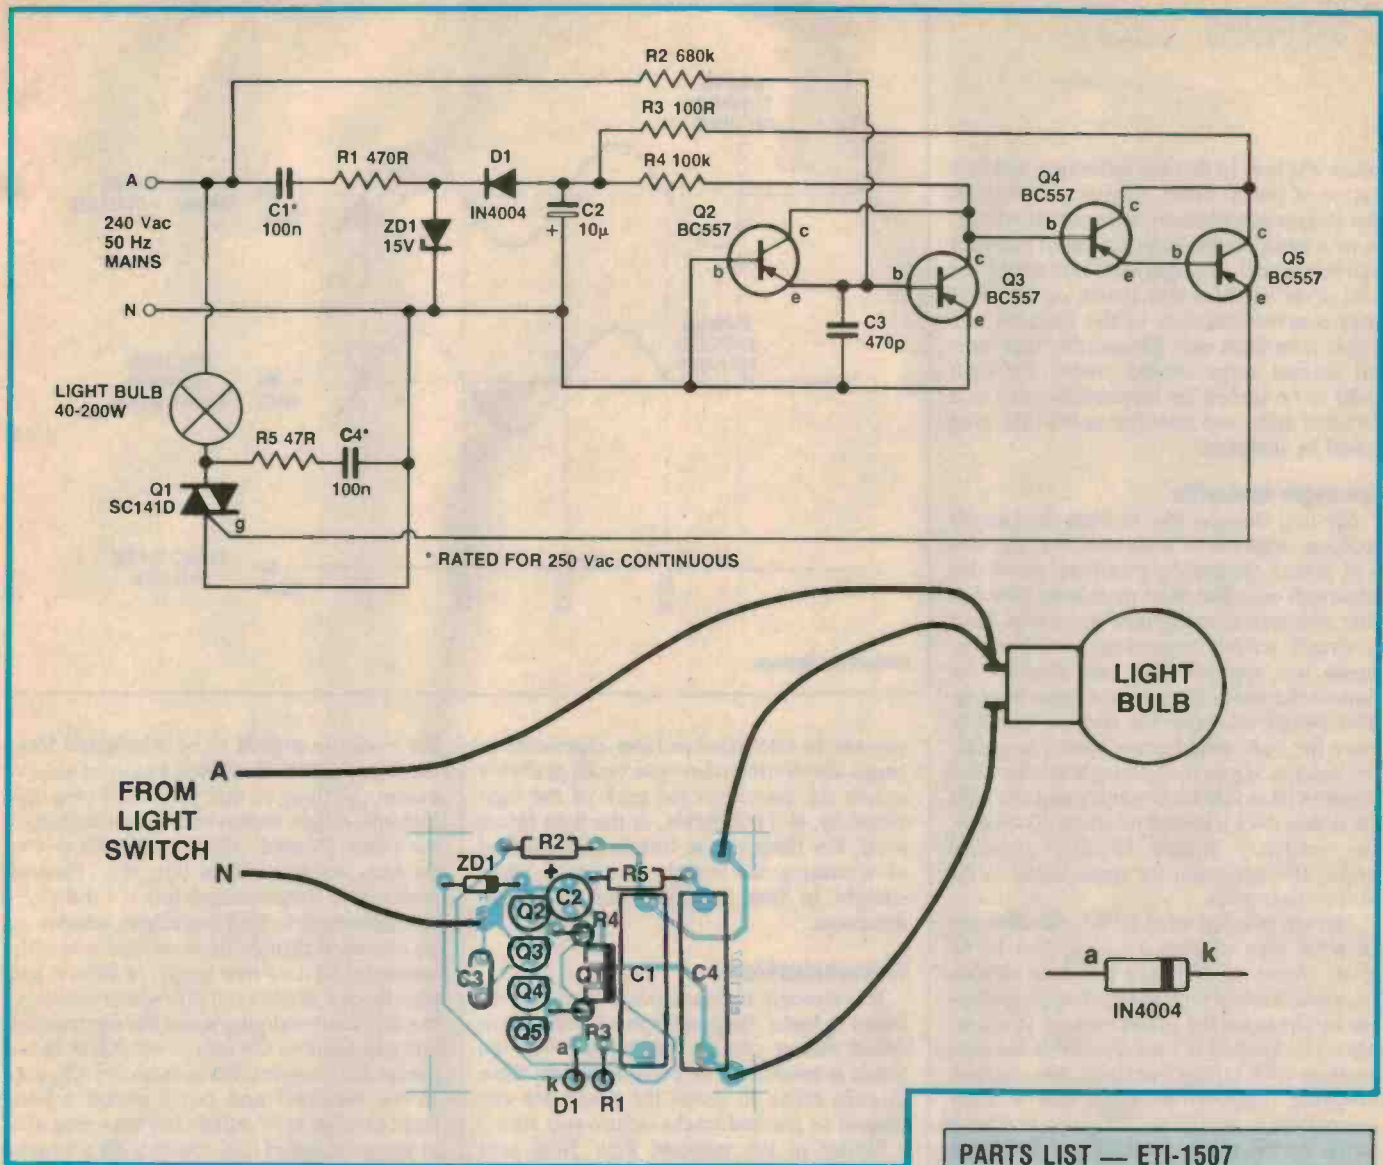 R2 680k
R3 100R
R4 100k
A
C1*
100n
R1 470R
D1
IN4004
C2
10µ
+
ZD1
15V
240 Vac
50 Hz
MAINS
N
Q2
BC557
b
c
e
C3
470p
b
c
e
Q3
BC557
Q4
BC557
b
c
e
b
c
e
Q5
BC557
LIGHT BULB
40-200W
R5 47R
C4*
100n
Q1
SC141D
g
* RATED FOR 250 Vac CONTINUOUS
LIGHT
BULB
A
FROM
LIGHT
SWITCH
N
ZD1
R2
+
C2
R5
Q2
R4
Q3
C3
Q1
C1
C4
Q4
Q5
R3
a
k
D1
R1
a
k
IN4004
PARTS LIST — ETI-1507